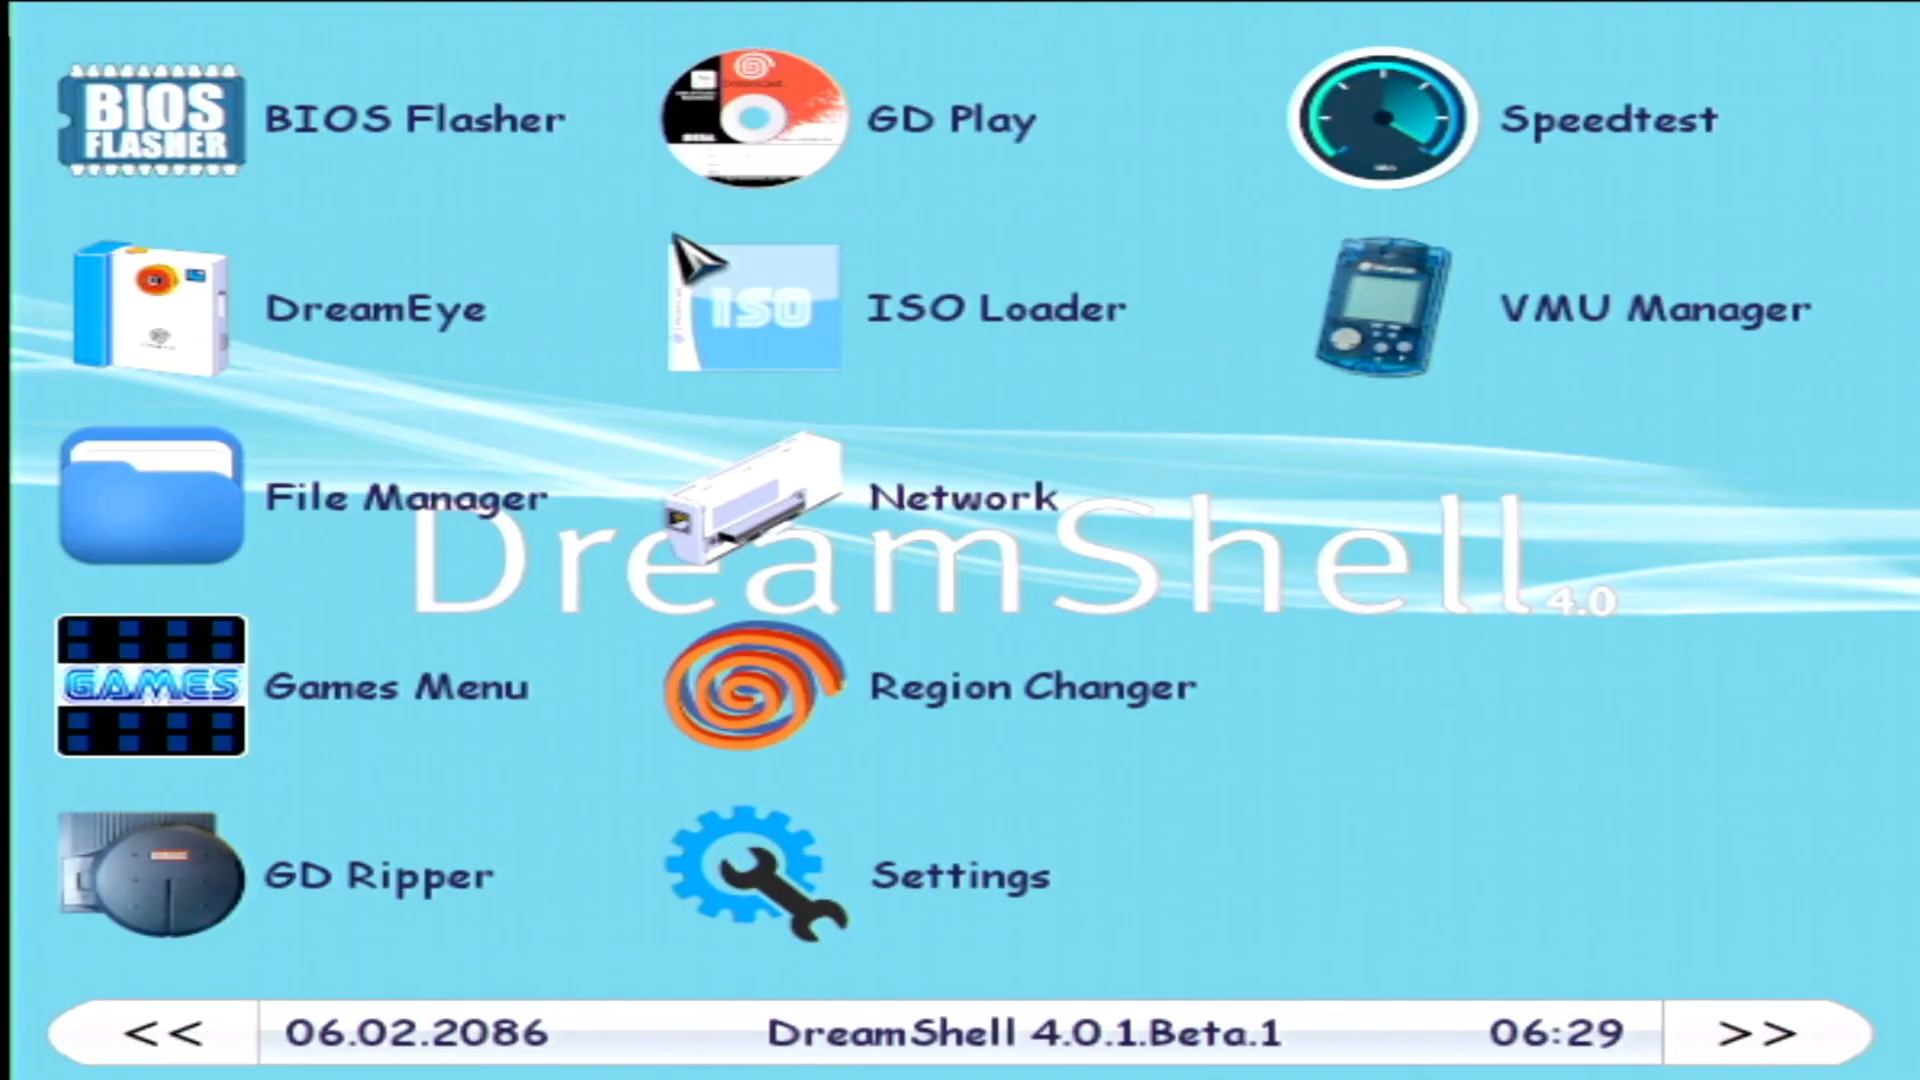 BIOS
FLASHER
BIOS Flasher
GD Play
Speedtest
DreamEye
ISO
ISO Loader
VMU Manager
File Manager
Network
DreamShell 4.0
GAMES
Games Menu
Region Changer
GD Ripper
Settings
<< 06.02.2086 DreamShell 4.0.1.Beta.1 06:29 >>